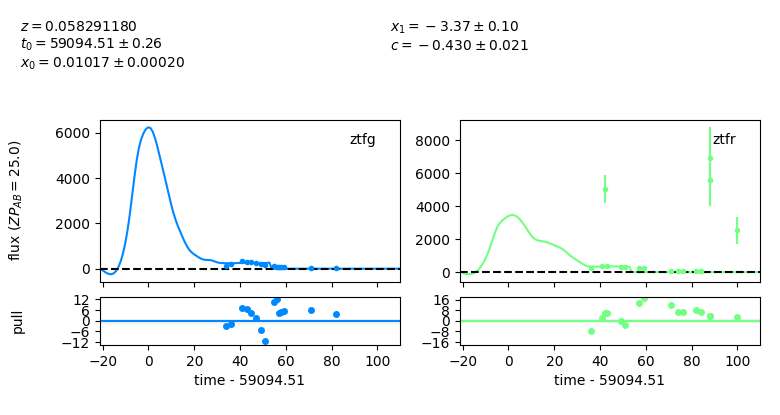 z = 0.058291180
t₀ = 59094.51 ± 0.26
x₀ = 0.01017 ± 0.00020
x₁ = −3.37 ± 0.10
c = −0.430 ± 0.021
flux (ZP_AB = 25.0)
6000
4000
2000
0
ztfg
8000
6000
4000
2000
0
ztfr
pull
12
6
0
−6
−12
−20 0 20 40 60 80 100
time - 59094.51
16
8
0
−8
−16
−20 0 20 40 60 80 100
time - 59094.51